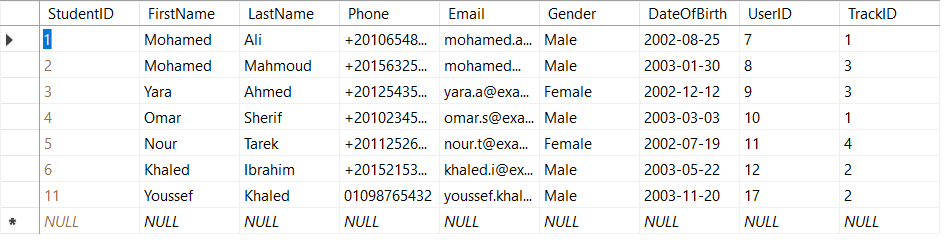 StudentID FirstName LastName Phone Email Gender DateOfBirth UserID TrackID
1 Mohamed Ali +20106548... mohamed.a... Male 2002-08-25 7 1
2 Mohamed Mahmoud +20156325... mohamed... Male 2003-01-30 8 3
3 Yara Ahmed +20125435... yara.a@exa... Female 2002-12-12 9 3
4 Omar Sherif +20102345... omar.s@exa... Male 2003-03-03 10 1
5 Nour Tarek +20112526... nour.t@exa... Female 2002-07-19 11 4
6 Khaled Ibrahim +20152153... khaled.i@ex... Male 2003-05-22 12 2
11 Youssef Khaled 01098765432 youssef.khal... Male 2003-11-20 17 2
NULL NULL NULL NULL NULL NULL NULL NULL NULL